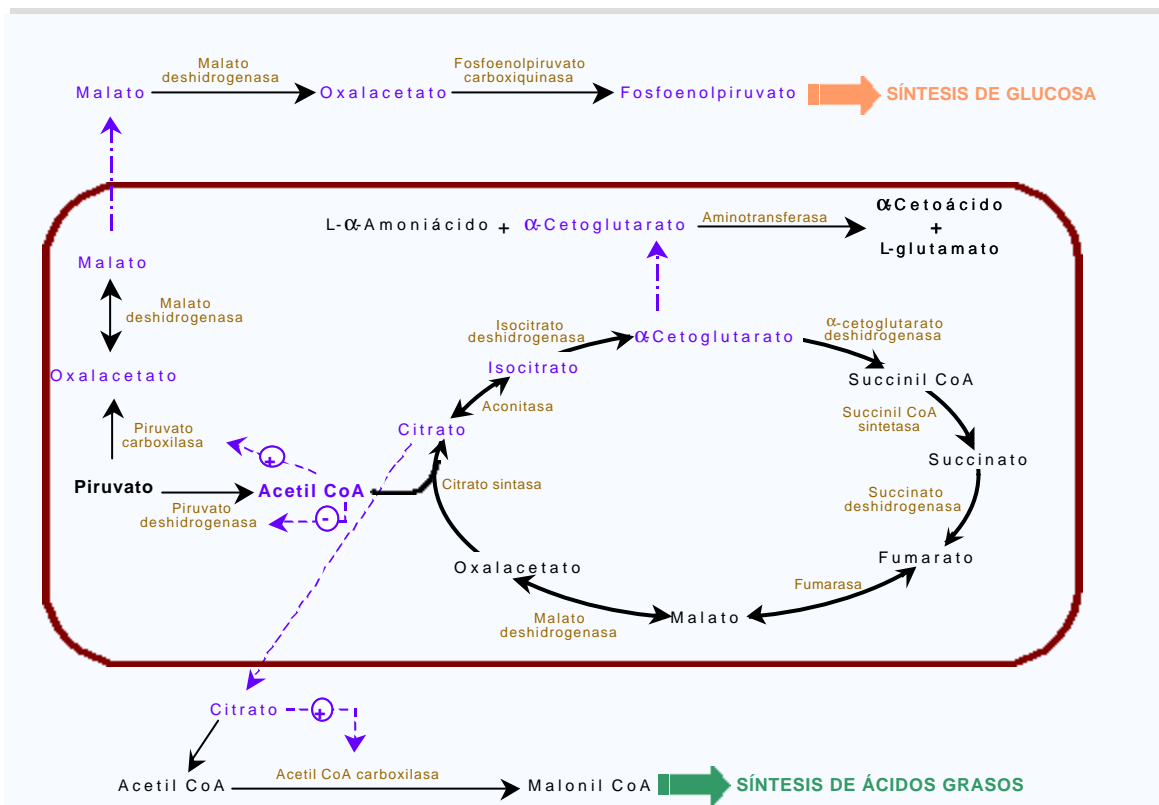 Malato
deshidrogenasa
Fosfoenolpiruvato
carboxiquinasa
Malato
Oxalacetato
Fosfoenolpiruvato
SÍNTESIS DE GLUCOSA
L-α-Amoniácido + α-Cetoglutarato
Aminotransferasa
α-Cetoácido
+
L-glutamato
Malato
Malato
deshidrogenasa
Isocitrato
deshidrogenasa
α-Cetoglutarato
α-cetoglutarato
deshidrogenasa
Oxalacetato
Isocitrato
Succinil CoA
Aconitasa
Piruvato
carboxilasa
Citrato
Succinil CoA
sintetasa
+
Succinato
Piruvato
Acetil CoA
Citrato sintasa
Piruvato
deshidrogenasa
-
Succinato
deshidrogenasa
Oxalacetato
Fumarato
Fumarasa
Malato
deshidrogenasa
Malato
Citrato
+
Acetil CoA
Acetil CoA carboxilasa
Malonil CoA
SÍNTESIS DE ÁCIDOS GRASOS